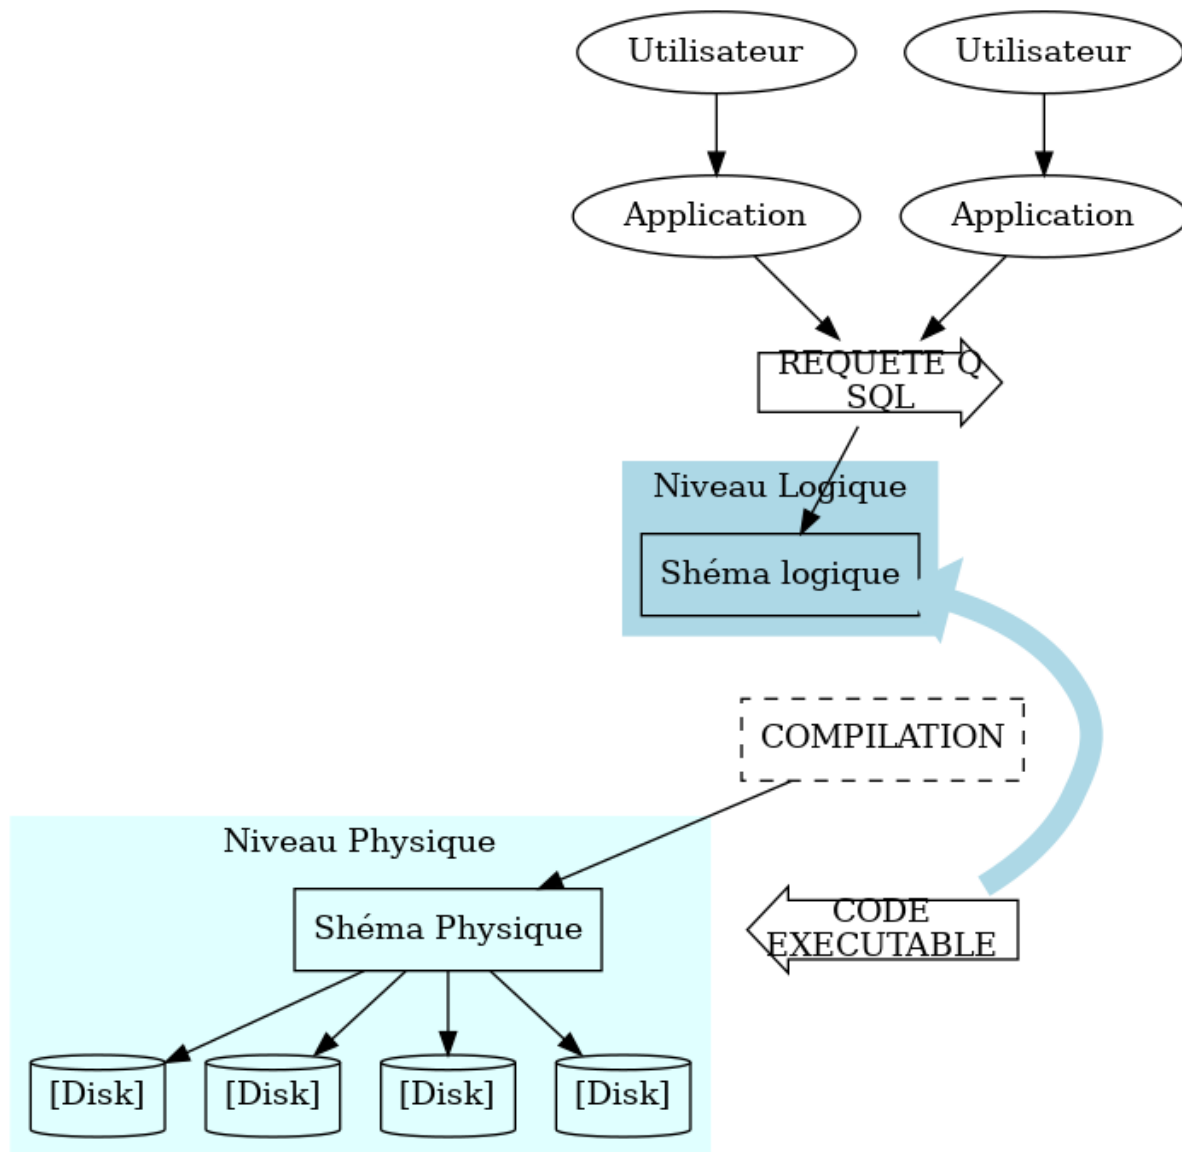 Utilisateur
Utilisateur
Application
Application
REQUETE Q
SQL
Niveau Logique
Shéma logique
COMPILATION
Niveau Physique
Shéma Physique
CODE
EXECUTABLE
[Disk]
[Disk]
[Disk]
[Disk]